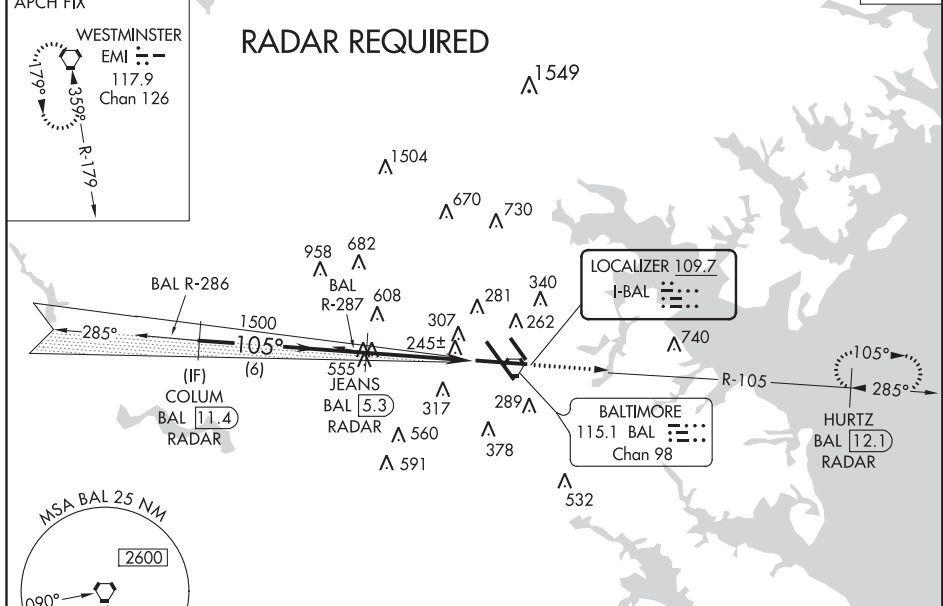 APCH FIX
WESTMINSTER
EMI
117.9
Chan 126
179°
359°
R-179
RADAR REQUIRED
1549
1504
670
730
958
682
BAL
R-287
608
BAL R-286
285°
1500
105°
(6)
(IF)
COLUM
BAL 11.4
RADAR
555
JEANS
BAL 5.3
RADAR
307
245±
281
340
262
LOCALIZER 109.7
I-BAL
740
317
289
378
560
591
532
BALTIMORE
115.1 BAL
Chan 98
R-105
105°
285°
HURTZ
BAL 12.1
RADAR
MSA BAL 25 NM
2600
090°